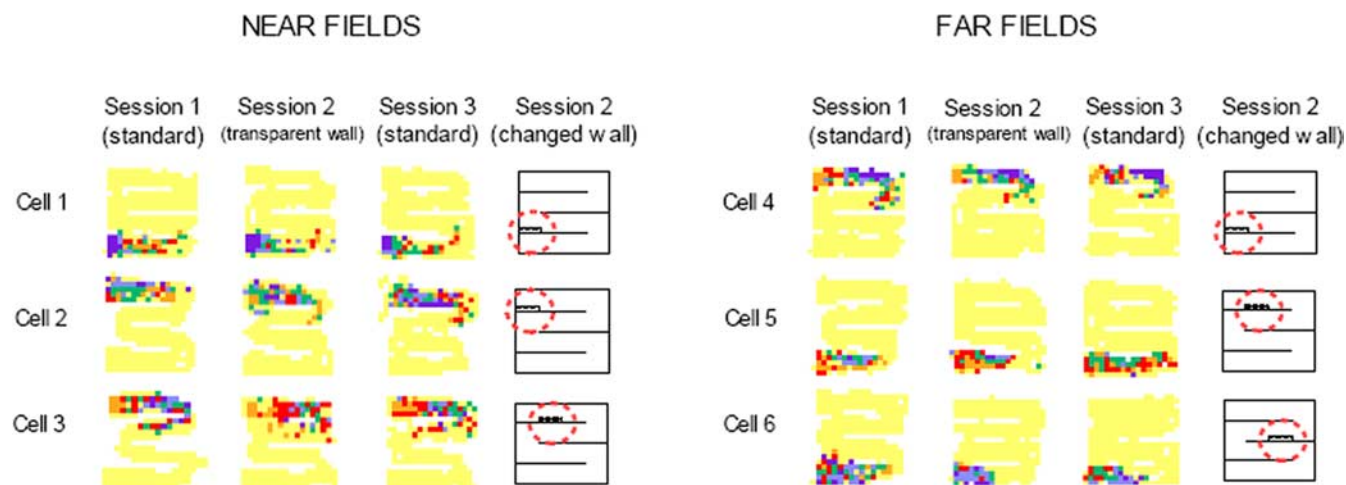 NEAR FIELDS
FAR FIELDS
Session 1 Session 2 Session 3 Session 2
(standard) (transparent wall) (standard) (changed wall)
Session 1 Session 2 Session 3 Session 2
(standard) (transparent wall) (standard) (changed wall)
Cell 1
Cell 2
Cell 3
Cell 4
Cell 5
Cell 6